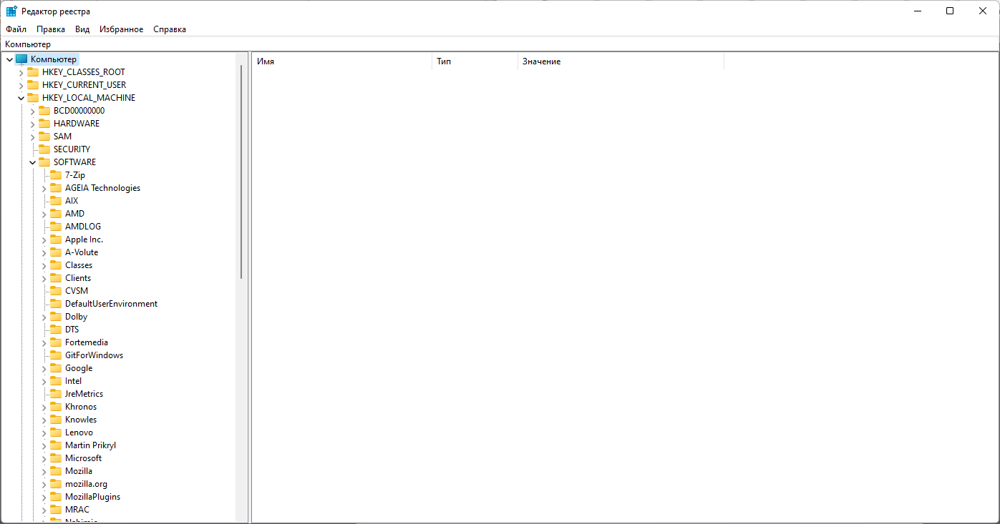 Редактор реестра
Файл Правка Вид Избранное Справка
Компьютер
Компьютер
HKEY_CLASSES_ROOT
HKEY_CURRENT_USER
HKEY_LOCAL_MACHINE
BCD00000000
HARDWARE
SAM
SECURITY
SOFTWARE
7-Zip
AGEIA Technologies
AIX
AMD
AMDLOG
Apple Inc.
A-Volute
Classes
Clients
CVSM
DefaultUserEnvironment
Dolby
DTS
Fortemedia
GitForWindows
Google
Intel
JreMetrics
Khronos
Knowles
Lenovo
Martin Prikryl
Microsoft
Mozilla
mozilla.org
MozillaPlugins
MRAC
Имя Тип Значение